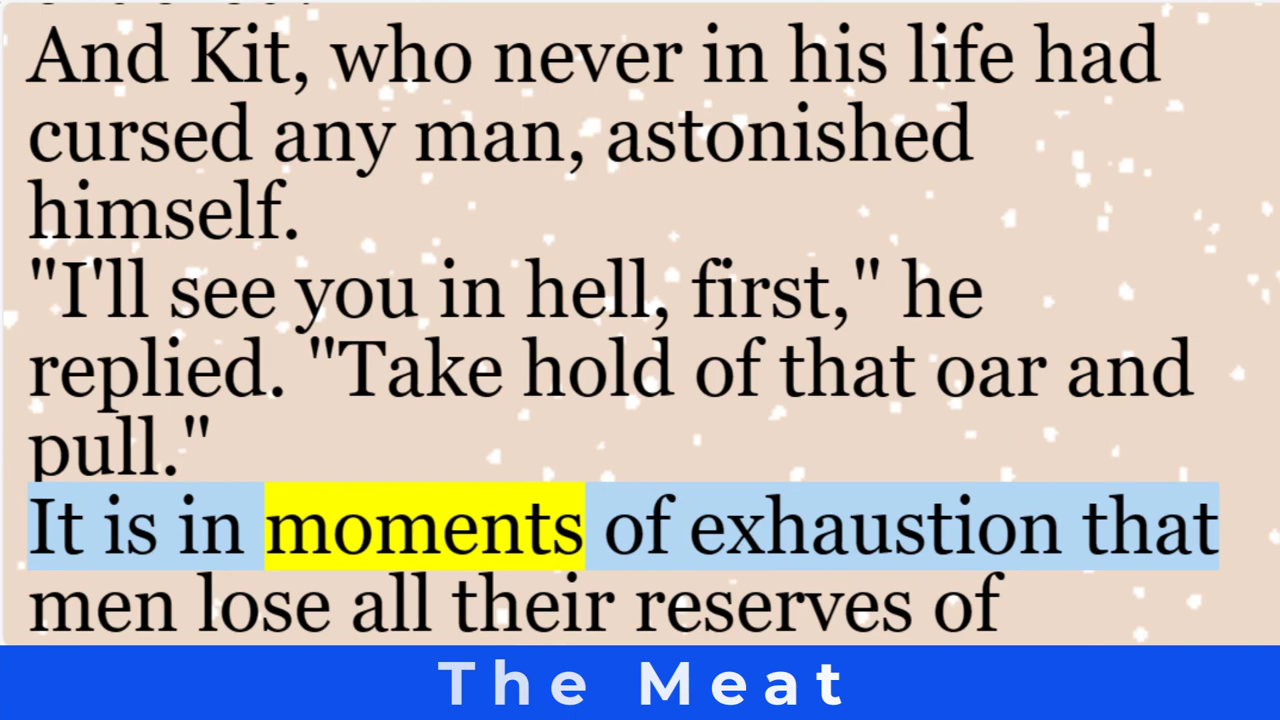 And Kit, who never in his life had
cursed any man, astonished
himself.
"I'll see you in hell, first," he
replied. "Take hold of that oar and
pull."
It is in moments of exhaustion that
men lose all their reserves of
The Meat